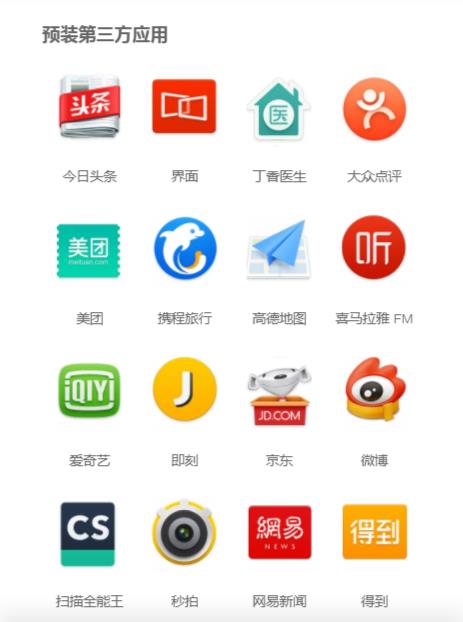 预装第三方应用
头条
医
今日头条
界面
丁香医生
大众点评
美团
meituan.com
听
美团
携程旅行
高德地图
喜马拉雅 FM
iQIYI
J
JD.COM
爱奇艺
即刻
京东
微博
CS
網易
NEWS
得到
扫描全能王
秒拍
网易新闻
得到